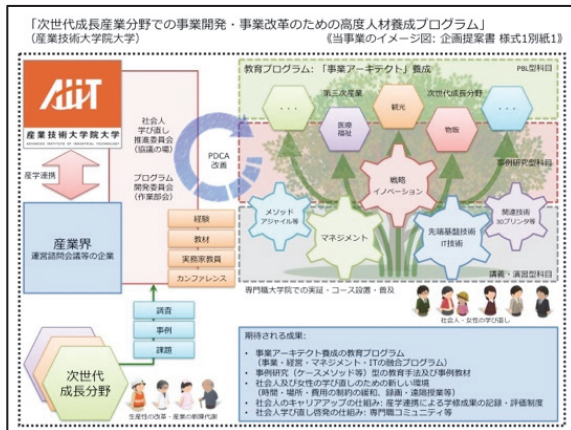 「次世代成長産業分野での事業開発・事業改革のための高度人材養成プログラム」
(産業技術大学院大学)
《当事業のイメージ図: 企画提案書 様式1別紙1》
AIIT
産業技術大学院大学
ADVANCED INSTITUTE OF INDUSTRIAL TECHNOLOGY
産学連携
産業界
運営諮問会議等の企業
社会人
学び直し
推進委員会
(協議の場)
プログラム
開発委員会
(作業部会)
PDCA
改善
経験
教材
実務家教員
カンファレンス
調査
事例
課題
次世代
成長分野
生産性の改革・産業の新陳代謝
教育プログラム: 「事業アーキテクト」養成
PBL型科目
第三次産業
次世代成長分野
・・・
医療
福祉
観光
物販
・・・
事例研究型科目
戦略
イノベーション
メソッド
アジャイル等
マネジメント
先端基盤技術
IT技術
関連技術
3Dプリンタ等
講義・演習型科目
専門職大学院での実証・コース設置・普及
社会人・女性の学び直し
期待される成果:
• 事業アーキテクト養成の教育プログラム
(事業・経営・マネジメント・ITの融合プログラム)
• 事例研究(ケースメソッド等)型の教育手法及び事例教材
• 社会人及び女性の学び直しのための新しい環境
(時間・場所・費用の制約の緩和、録画・遠隔授業等)
• 社会人のキャリアアップの仕組み: 産学連携による学修成果の記録・評価制度
• 社会人学び直し啓発の仕組み: 専門職コミュニティ等